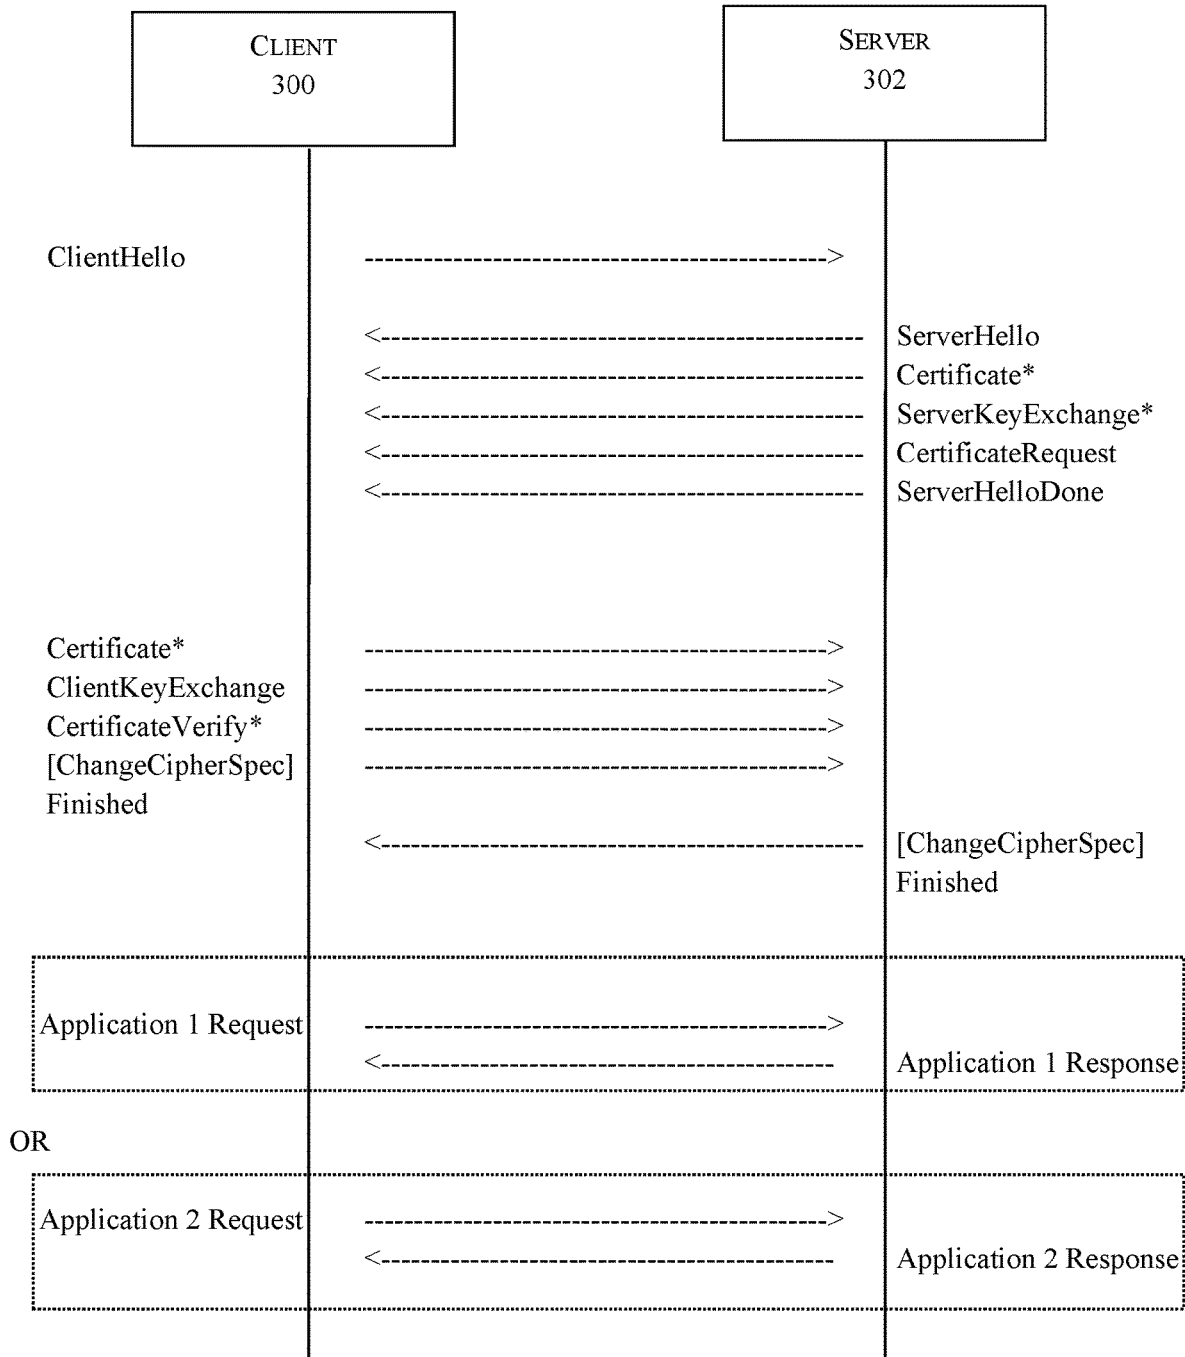 CLIENT
300
SERVER
302
ClientHello
ServerHello
Certificate*
ServerKeyExchange*
CertificateRequest
ServerHelloDone
Certificate*
ClientKeyExchange
CertificateVerify*
[ChangeCipherSpec]
Finished
[ChangeCipherSpec]
Finished
Application 1 Request
Application 1 Response
OR
Application 2 Request
Application 2 Response